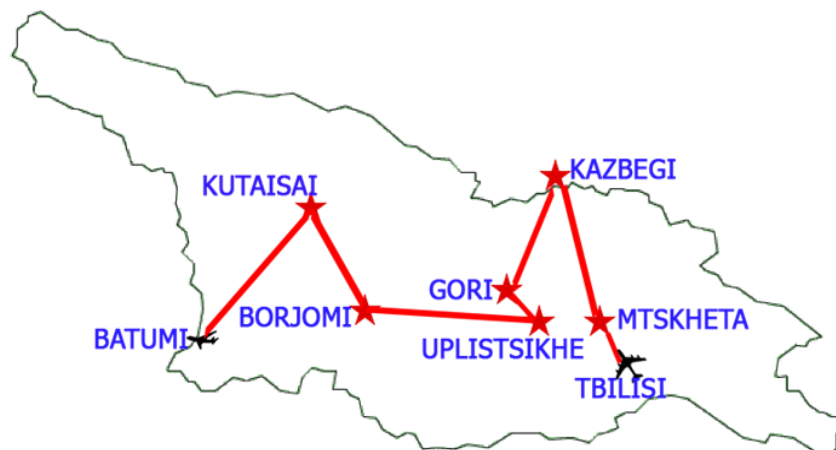 KAZBEGI
KUTAISAI
GORI
BORJOMI
MTSKHETA
BATUMI
UPLISTSIKHE
TBILISI